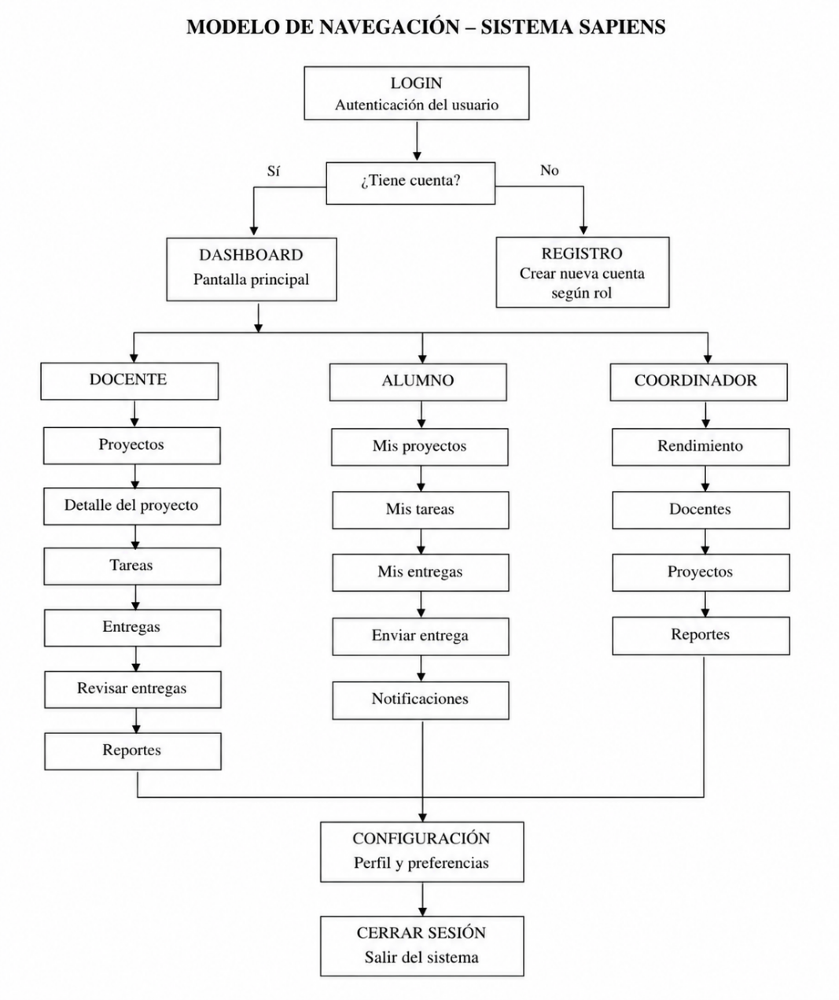 MODELO DE NAVEGACIÓN – SISTEMA SAPIENS
LOGIN
Autenticación del usuario
¿Tiene cuenta?
Sí
No
DASHBOARD
Pantalla principal
REGISTRO
Crear nueva cuenta
según rol
DOCENTE
Proyectos
Detalle del proyecto
Tareas
Entregas
Revisar entregas
Reportes
ALUMNO
Mis proyectos
Mis tareas
Mis entregas
Enviar entrega
Notificaciones
COORDINADOR
Rendimiento
Docentes
Proyectos
Reportes
CONFIGURACIÓN
Perfil y preferencias
CERRAR SESIÓN
Salir del sistema